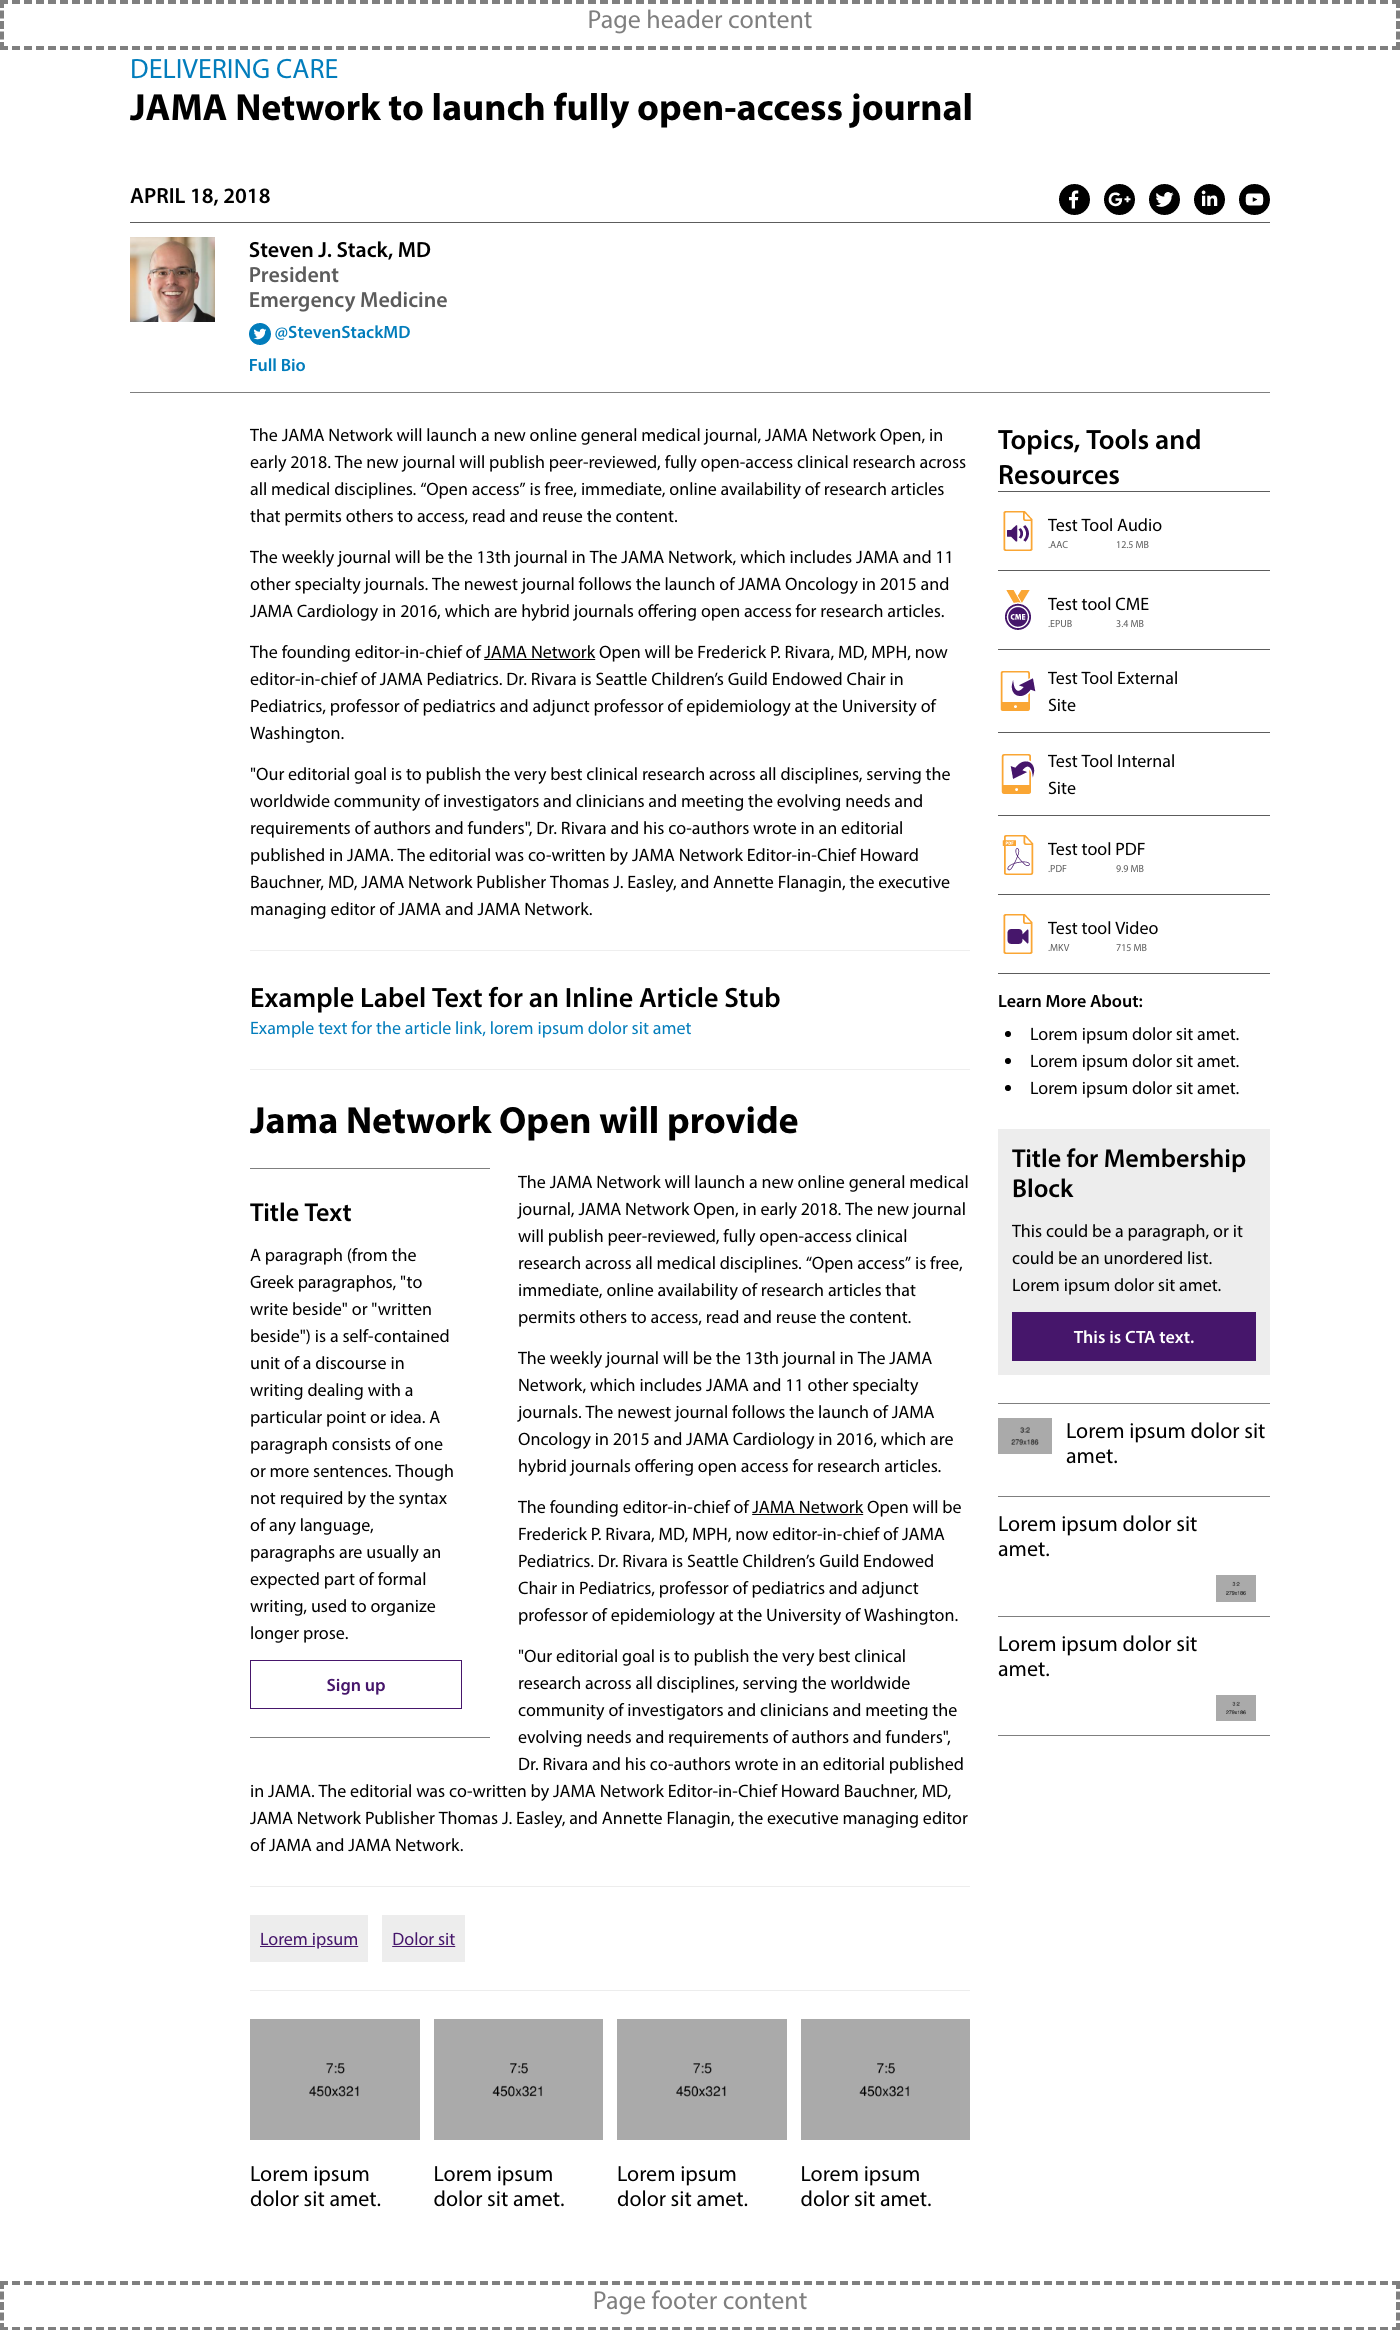 Page header content
DELIVERING CARE
JAMA Network to launch fully open-access journal
APRIL 18, 2018
Steven J. Stack, MD
President
Emergency Medicine
@StevenStackMD
Full Bio
The JAMA Network will launch a new online general medical journal, JAMA Network Open, in
early 2018. The new journal will publish peer-reviewed, fully open-access clinical research across
all medical disciplines. “Open access” is free, immediate, online availability of research articles
that permits others to access, read and reuse the content.
The weekly journal will be the 13th journal in The JAMA Network, which includes JAMA and 11
other specialty journals. The newest journal follows the launch of JAMA Oncology in 2015 and
JAMA Cardiology in 2016, which are hybrid journals offering open access for research articles.
The founding editor-in-chief of JAMA Network Open will be Frederick P. Rivara, MD, MPH, now
editor-in-chief of JAMA Pediatrics. Dr. Rivara is Seattle Children’s Guild Endowed Chair in
Pediatrics, professor of pediatrics and adjunct professor of epidemiology at the University of
Washington.
"Our editorial goal is to publish the very best clinical research across all disciplines, serving the
worldwide community of investigators and clinicians and meeting the evolving needs and
requirements of authors and funders", Dr. Rivara and his co-authors wrote in an editorial
published in JAMA. The editorial was co-written by JAMA Network Editor-in-Chief Howard
Bauchner, MD, JAMA Network Publisher Thomas J. Easley, and Annette Flanagin, the executive
managing editor of JAMA and JAMA Network.
Example Label Text for an Inline Article Stub
Example text for the article link, lorem ipsum dolor sit amet
Jama Network Open will provide
Title Text
A paragraph (from the
Greek paragraphos, "to
write beside" or "written
beside") is a self-contained
unit of a discourse in
writing dealing with a
particular point or idea. A
paragraph consists of one
or more sentences. Though
not required by the syntax
of any language,
paragraphs are usually an
expected part of formal
writing, used to organize
longer prose.
Sign up
The JAMA Network will launch a new online general medical
journal, JAMA Network Open, in early 2018. The new journal
will publish peer-reviewed, fully open-access clinical
research across all medical disciplines. “Open access” is free,
immediate, online availability of research articles that
permits others to access, read and reuse the content.
The weekly journal will be the 13th journal in The JAMA
Network, which includes JAMA and 11 other specialty
journals. The newest journal follows the launch of JAMA
Oncology in 2015 and JAMA Cardiology in 2016, which are
hybrid journals offering open access for research articles.
The founding editor-in-chief of JAMA Network Open will be
Frederick P. Rivara, MD, MPH, now editor-in-chief of JAMA
Pediatrics. Dr. Rivara is Seattle Children’s Guild Endowed
Chair in Pediatrics, professor of pediatrics and adjunct
professor of epidemiology at the University of Washington.
"Our editorial goal is to publish the very best clinical
research across all disciplines, serving the worldwide
community of investigators and clinicians and meeting the
evolving needs and requirements of authors and funders",
Dr. Rivara and his co-authors wrote in an editorial published
in JAMA. The editorial was co-written by JAMA Network Editor-in-Chief Howard Bauchner, MD,
JAMA Network Publisher Thomas J. Easley, and Annette Flanagin, the executive managing editor
of JAMA and JAMA Network.
Lorem ipsum
Dolor sit
7:5
450x321
Lorem ipsum
dolor sit amet.
7:5
450x321
Lorem ipsum
dolor sit amet.
7:5
450x321
Lorem ipsum
dolor sit amet.
7:5
450x321
Lorem ipsum
dolor sit amet.
Topics, Tools and
Resources
Test Tool Audio
.AAC 12.5 MB
CME
Test tool CME
.EPUB 3.4 MB
Test Tool External
Site
Test Tool Internal
Site
PDF
Test tool PDF
.PDF 9.9 MB
Test tool Video
.MKV 715 MB
Learn More About:
Lorem ipsum dolor sit amet.
Lorem ipsum dolor sit amet.
Lorem ipsum dolor sit amet.
Title for Membership
Block
This could be a paragraph, or it
could be an unordered list.
Lorem ipsum dolor sit amet.
This is CTA text.
3:2
279x186
Lorem ipsum dolor sit
amet.
Lorem ipsum dolor sit
amet.
3:2
279x186
Lorem ipsum dolor sit
amet.
3:2
279x186
Page footer content